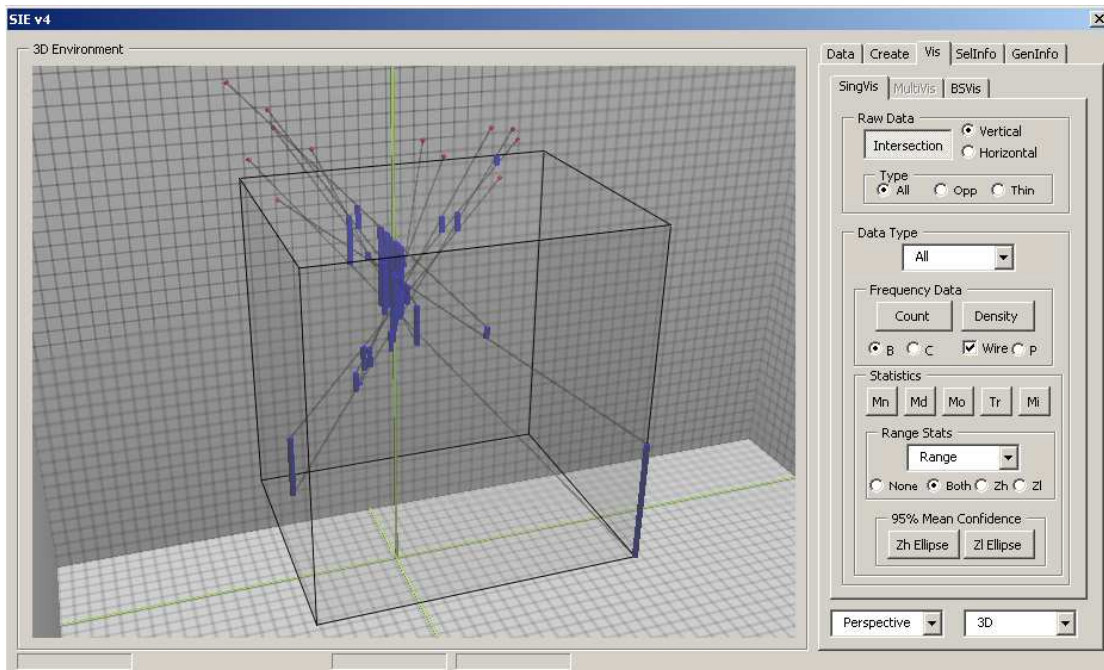 SIE v4
3D Environment
Data Create Vis SelInfo GenInfo
SingVis MultiVis BSVis
Raw Data
Intersection
Vertical
Horizontal
Type
All Opp Thin
Data Type
All
Frequency Data
Count Density
B C Wire P
Statistics
Mn Md Mo Tr Mi
Range Stats
Range
None Both Zh Zl
95% Mean Confidence
Zh Ellipse Zl Ellipse
Perspective 3D